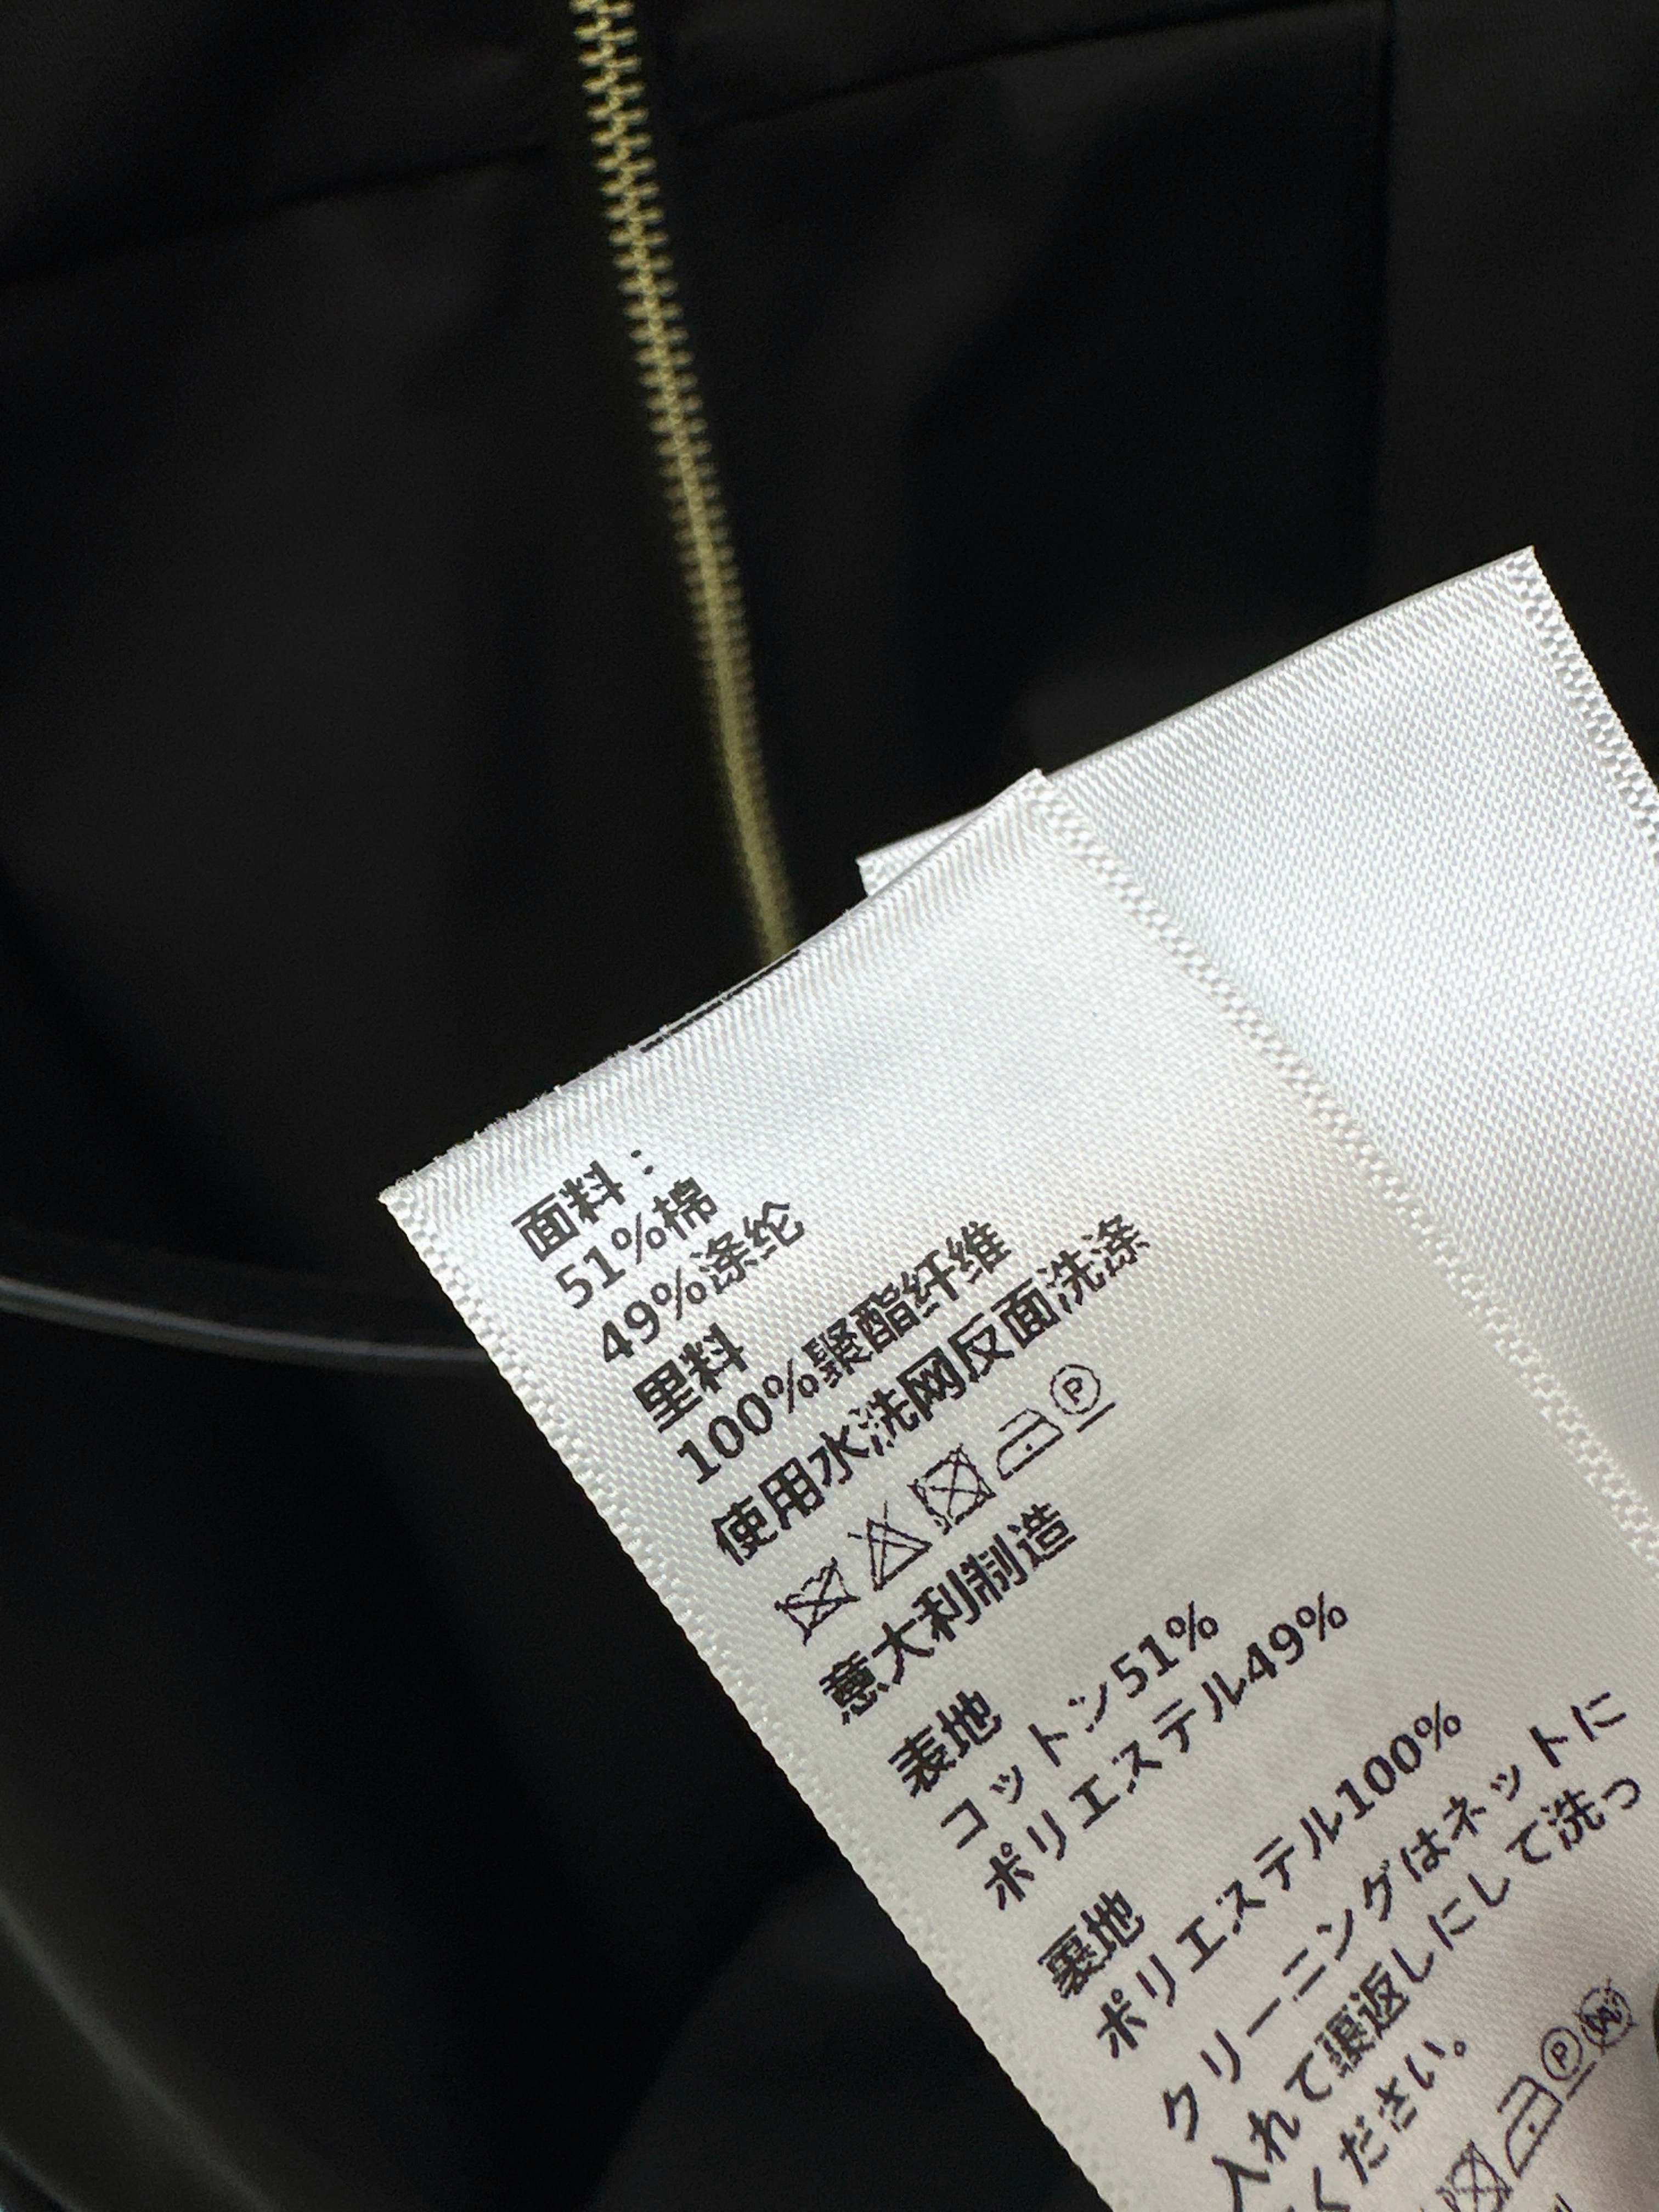 面料：
51%棉
49%涤纶
里料
100%聚酯纤维
使用水洗网反面洗涤
P
意大利制造
表地
コットン51%
ポリエステル49%
裏地
ポリエステル100%
クリーニングはネットに
入れて裏返しにして洗っ
ください。
P